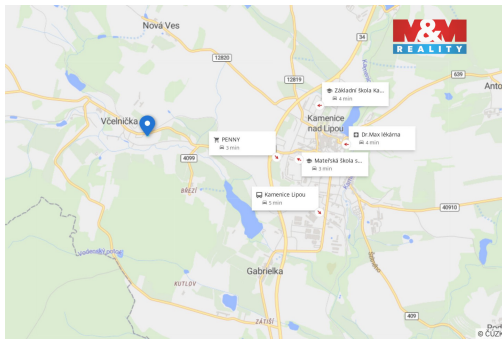 Nová Ves
34
M&M
REALITY
12820
12819
639
Základní škola Ka...
4 min
Včelnička
Kamenice
nad Lipou
PENNY
3 min
Dr.Max lékárna
4 min
4099
Mateřská škola s...
3 min
BŘEZÍ
Kamenice Lipou
5 min
40910
Gabrielka
KUTLOV
ZÁTIŠÍ
409